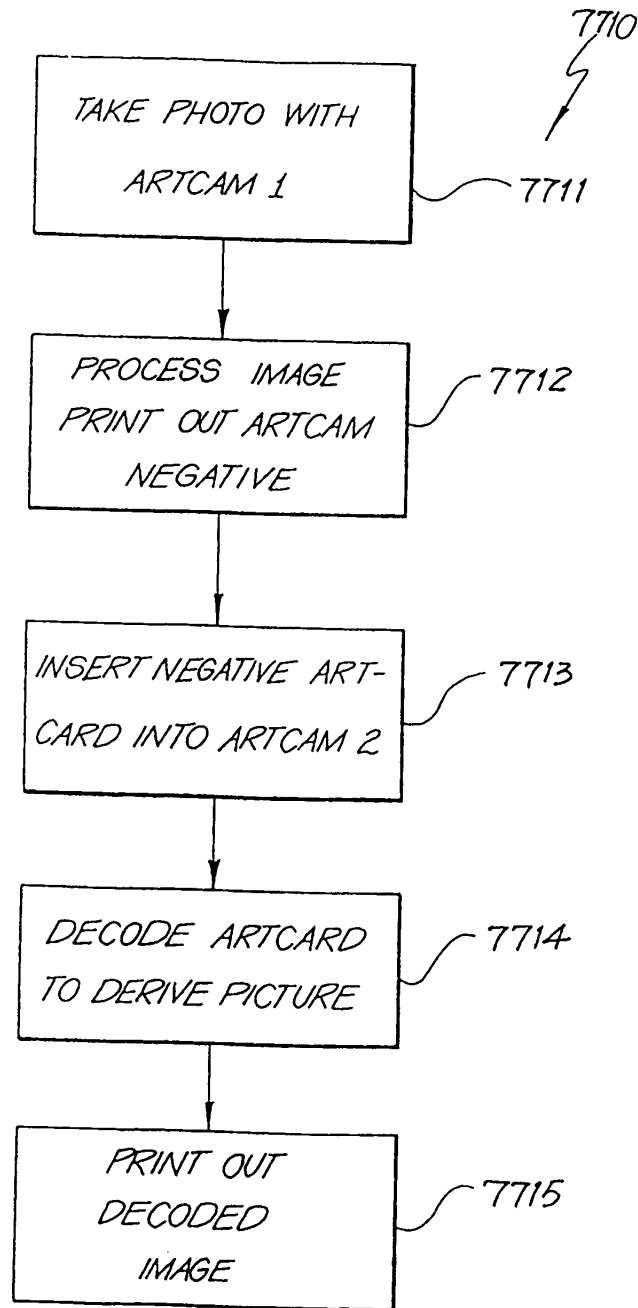 7710
TAKE PHOTO WITH
ARTCAM 1
7711
PROCESS IMAGE
PRINT OUT ARTCAM
NEGATIVE
7712
INSERT NEGATIVE ART-
CARD INTO ARTCAM 2
7713
DECODE ARTCARD
TO DERIVE PICTURE
7714
PRINT OUT
DECODED
IMAGE
7715